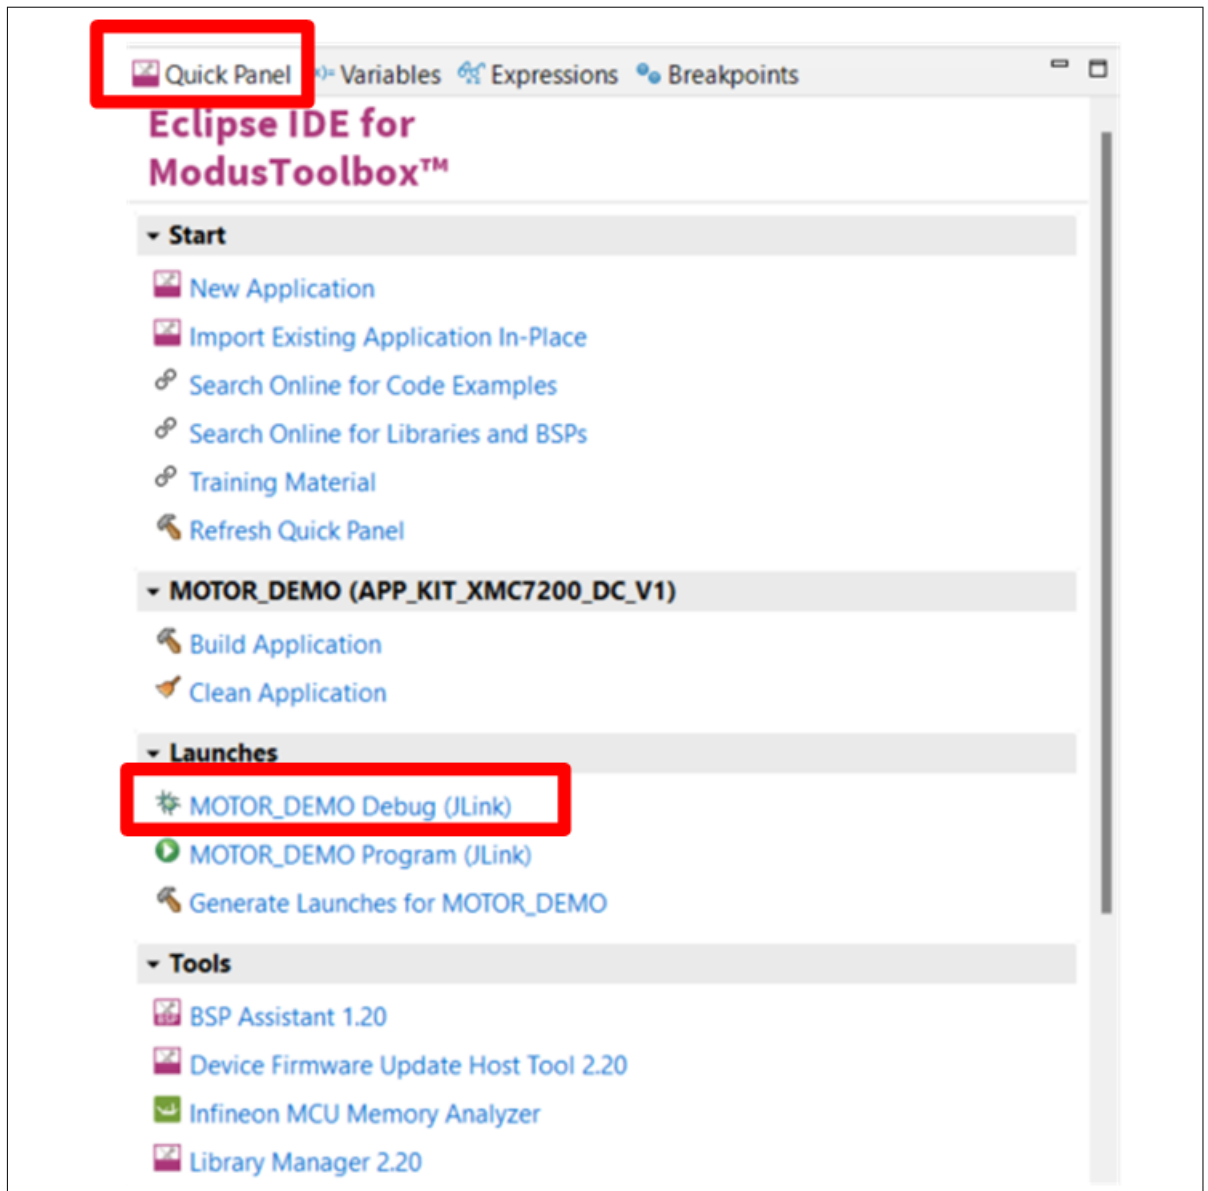 Quick Panel (x)= Variables Expressions Breakpoints
Eclipse IDE for
ModusToolbox™
Start
New Application
Import Existing Application In-Place
Search Online for Code Examples
Search Online for Libraries and BSPs
Training Material
Refresh Quick Panel
MOTOR_DEMO (APP_KIT_XMC7200_DC_V1)
Build Application
Clean Application
Launches
MOTOR_DEMO Debug (JLink)
MOTOR_DEMO Program (JLink)
Generate Launches for MOTOR_DEMO
Tools
BSP Assistant 1.20
Device Firmware Update Host Tool 2.20
Infineon MCU Memory Analyzer
Library Manager 2.20